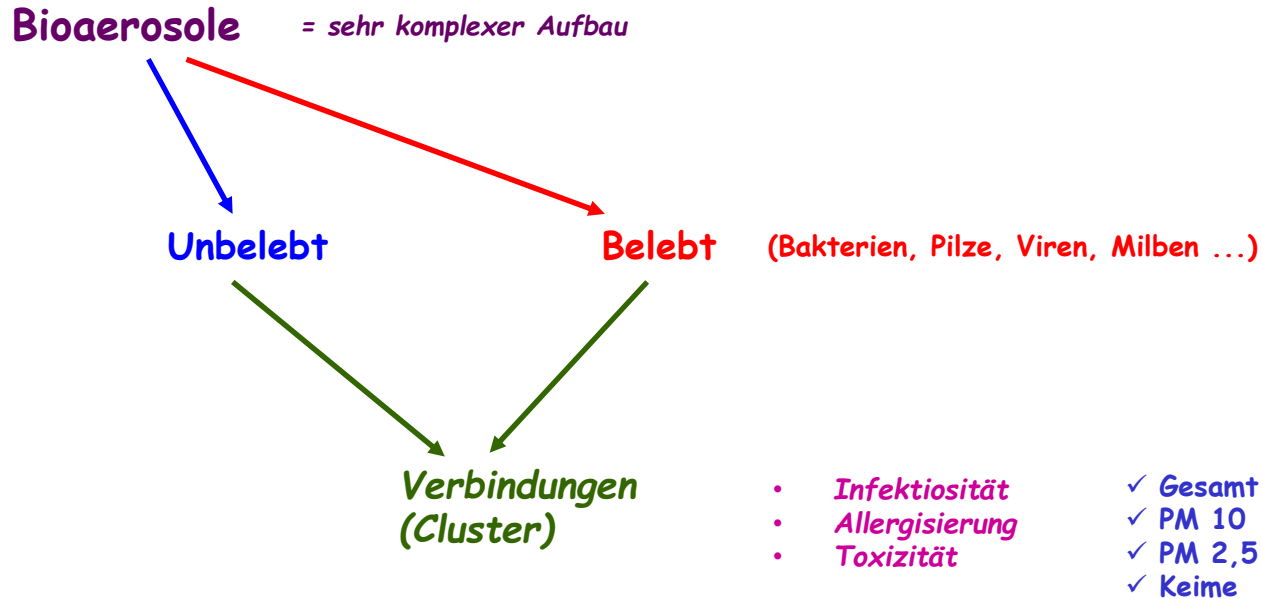 Bioaerosole = sehr komplexer Aufbau
Unbelebt Belebt (Bakterien, Pilze, Viren, Milben ...)
Verbindungen
(Cluster)
• Infektiosität
• Allergisierung
• Toxizität
✓ Gesamt
✓ PM 10
✓ PM 2,5
✓ Keime